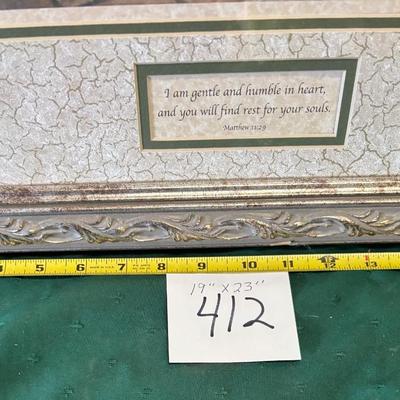 I am gentle and humble in heart,
and you will find rest for your souls.
Matthew 11:29
5 6 7 8 9 10 11 12 13
19" x 23"
412